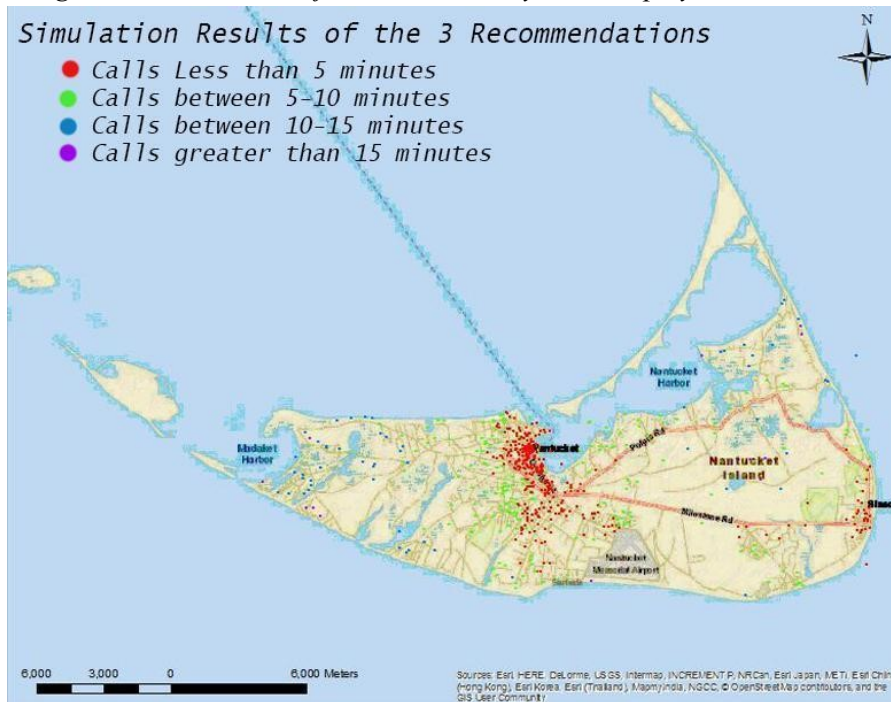 Simulation Results of the 3 Recommendations
N
Calls Less than 5 minutes
Calls between 5-10 minutes
Calls between 10-15 minutes
Calls greater than 15 minutes
Nantucket
Harbor
Madaket
Harbor
Nantucket
Polpis Rd
Nantucket
Island
Milestone Rd
Nantucket
Memorial Airport
6,000 3,000 0 6,000 Meters
Sources: Esri, HERE, DeLorme, USGS, Intermap, INCREMENT P, NRCan, Esri Japan, METI, Esri China
(Hong Kong), Esri Korea, Esri (Thailand), MapmyIndia, NGCC, © OpenStreetMap contributors, and the
GIS User Community